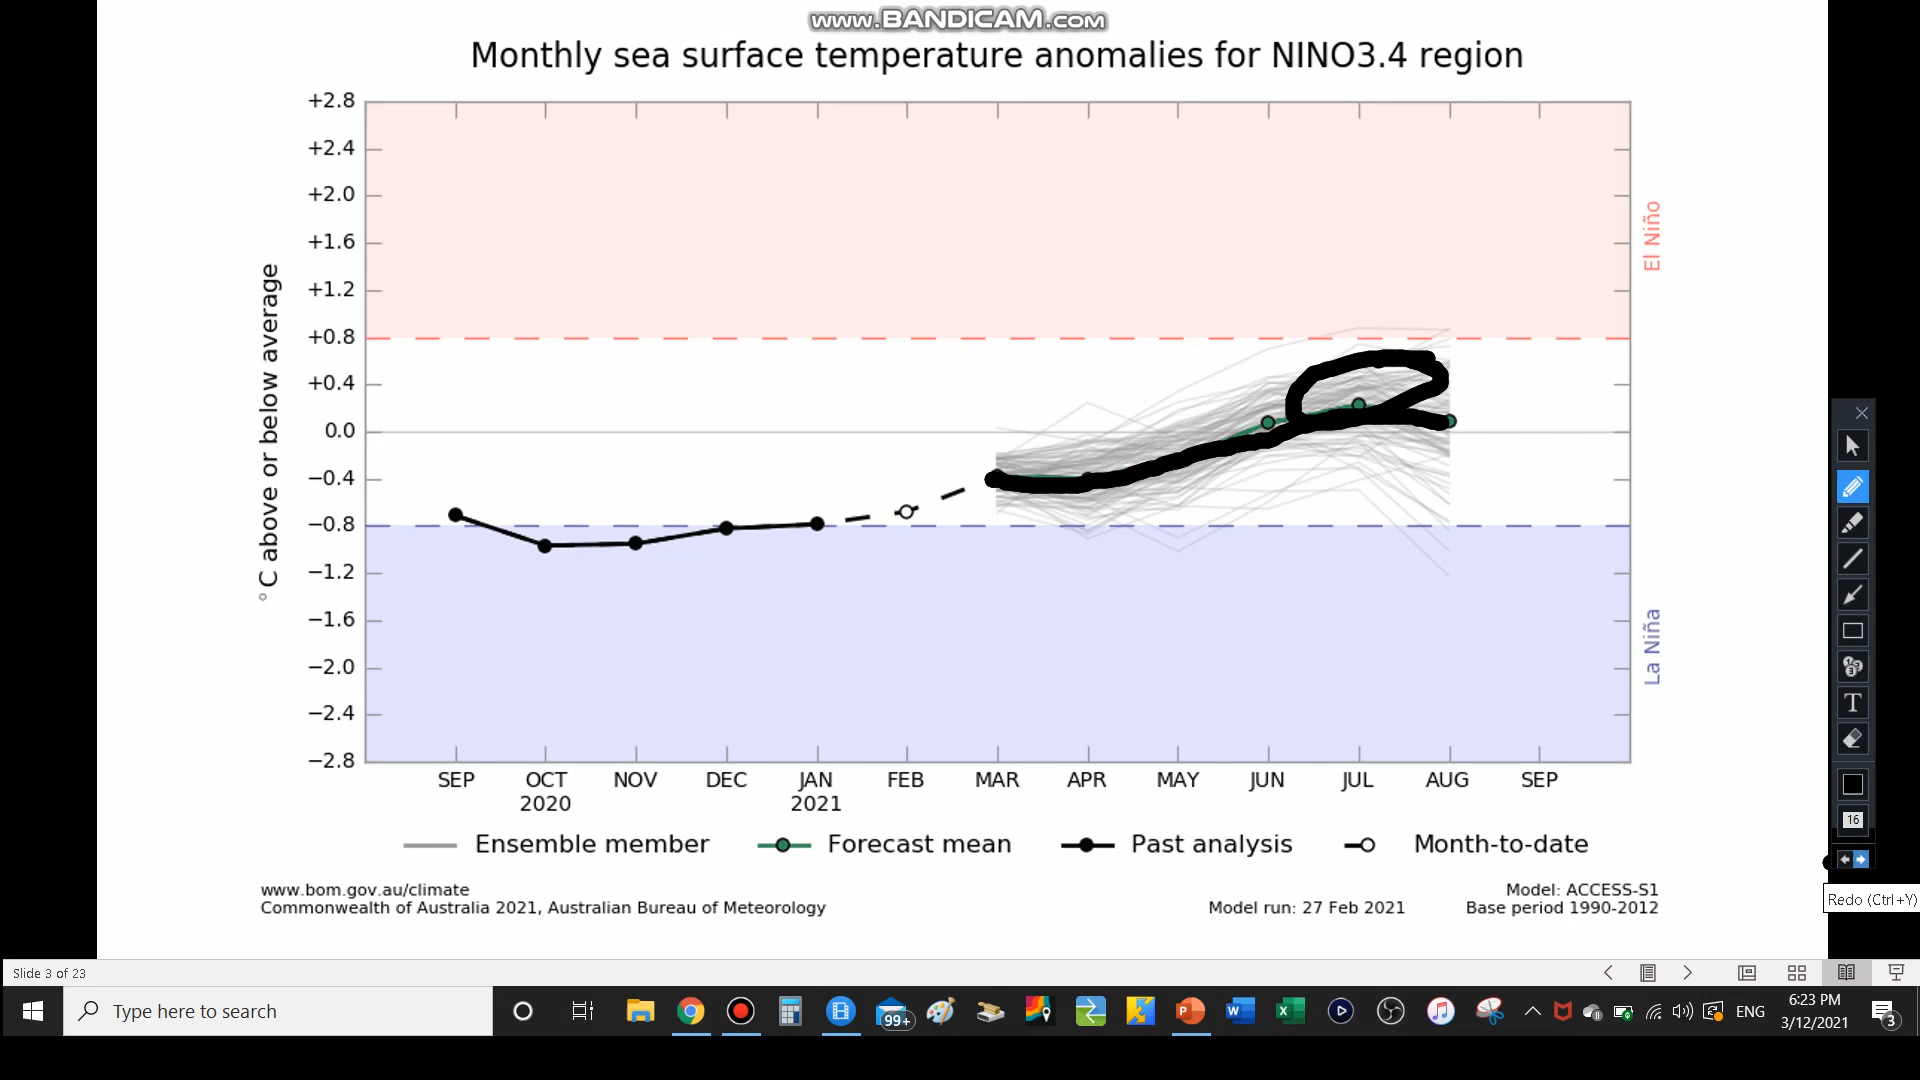 www.BANDICAM.com
Monthly sea surface temperature anomalies for NINO3.4 region
+2.8
+2.4
+2.0
+1.6
+1.2
+0.8
+0.4
0.0
−0.4
−0.8
−1.2
−1.6
−2.0
−2.4
−2.8
°C above or below average
El Niño
La Niña
SEP OCT NOV DEC JAN FEB MAR APR MAY JUN JUL AUG SEP
2020 2021
Ensemble member Forecast mean Past analysis Month-to-date
www.bom.gov.au/climate Model: ACCESS-S1
Commonwealth of Australia 2021, Australian Bureau of Meteorology Model run: 27 Feb 2021 Base period 1990-2012
T
16
Redo (Ctrl+Y)
Slide 3 of 23
Type here to search
99+
ENG
6:23 PM
3/12/2021
3